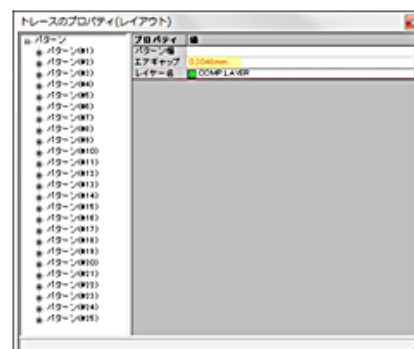 トレースのプロパティ(レイアウト)
パターン
パターン(#1)
パターン(#2)
パターン(#3)
パターン(#4)
パターン(#5)
パターン(#6)
パターン(#7)
パターン(#8)
パターン(#9)
パターン(#10)
パターン(#11)
パターン(#12)
パターン(#13)
パターン(#14)
パターン(#15)
パターン(#16)
パターン(#17)
パターン(#18)
パターン(#19)
パターン(#20)
パターン(#21)
パターン(#22)
パターン(#23)
パターン(#24)
パターン(#25)
プロパティ 値
パターン幅
エアギャップ 0.3048mm
レイヤー名 COMP LAYER